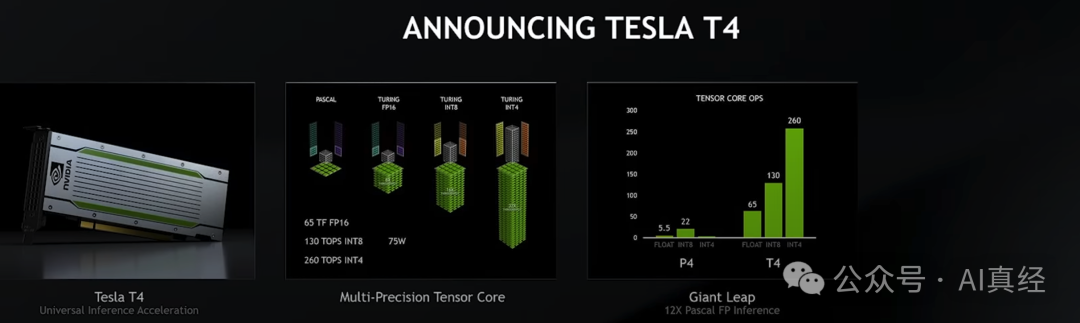 ANNOUNCING TESLA T4
NVIDIA
Tesla T4
Universal Inference Acceleration
PASCAL
TURING
FP16
TURING
INT8
TURING
INT4
65 TF FP16
130 TOPS INT8
75W
260 TOPS INT4
Multi-Precision Tensor Core
TENSOR CORE OPS
300
250
200
150
100
50
0
5.5
22
65
130
260
FLOAT INT8 INT4
FLOAT INT8 INT4
P4
T4
Giant Leap
12X Pascal FP Inference
公众号 · AI真经